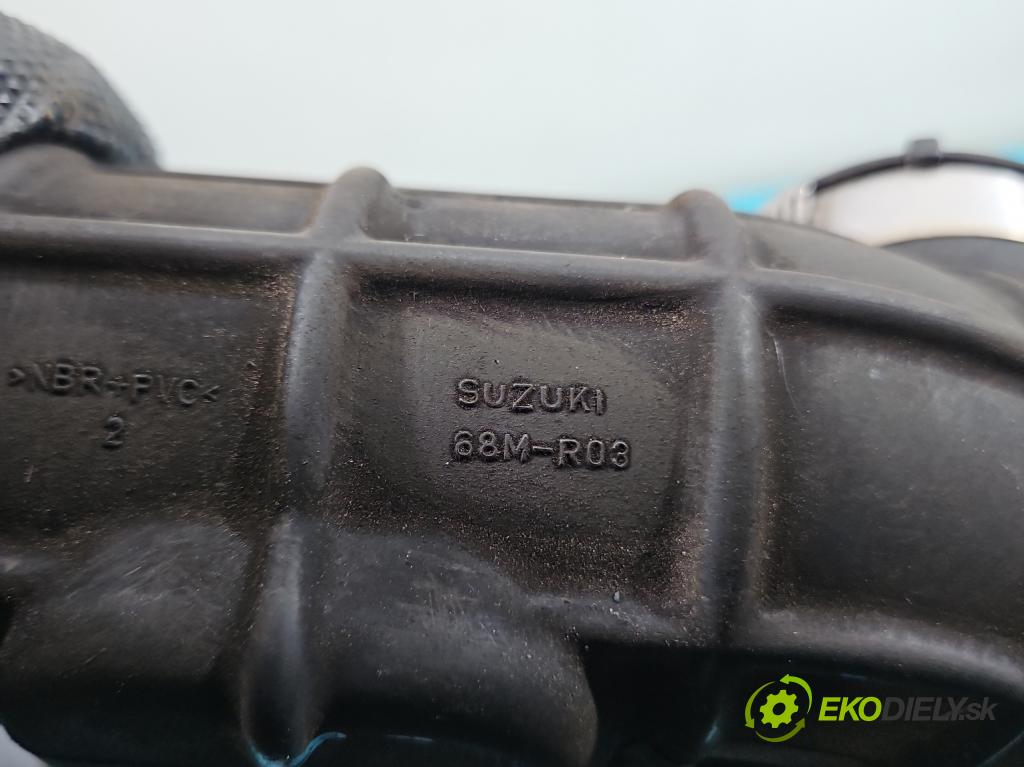 >NBR+PVC<
2
SUZUKI
68M-R03
EKODIELY.sk